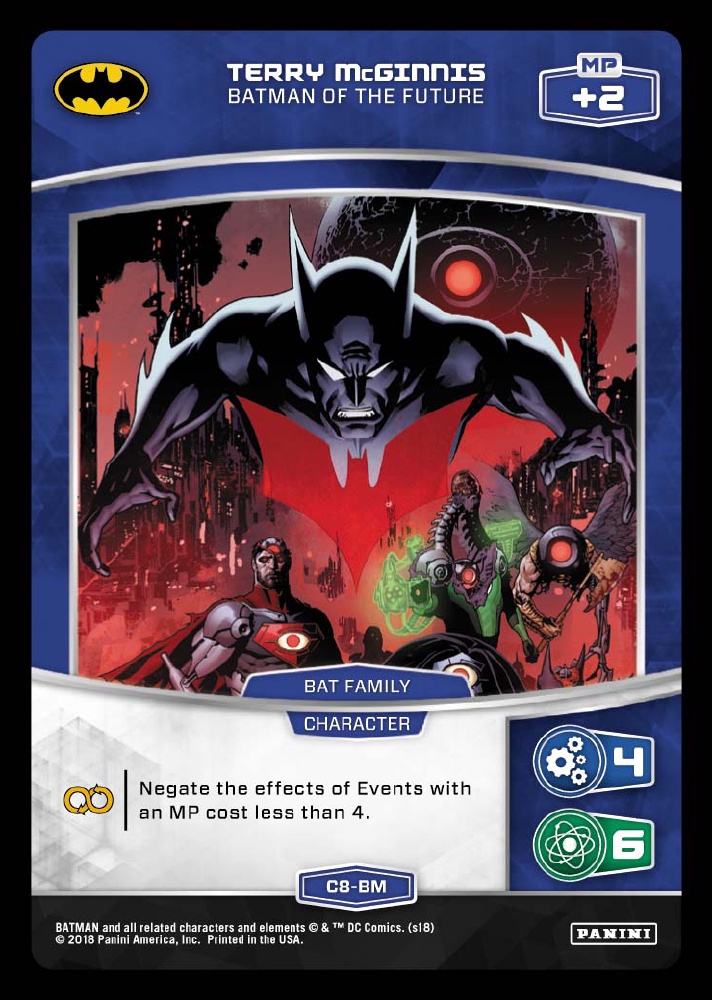 TERRY McGINNIS
BATMAN OF THE FUTURE
MP
+2
BAT FAMILY
CHARACTER
Negate the effects of Events with
an MP cost less than 4.
4
6
C8-BM
BATMAN and all related characters and elements © & ™ DC Comics. (s18)
© 2018 Panini America, Inc. Printed in the USA.
PANINI